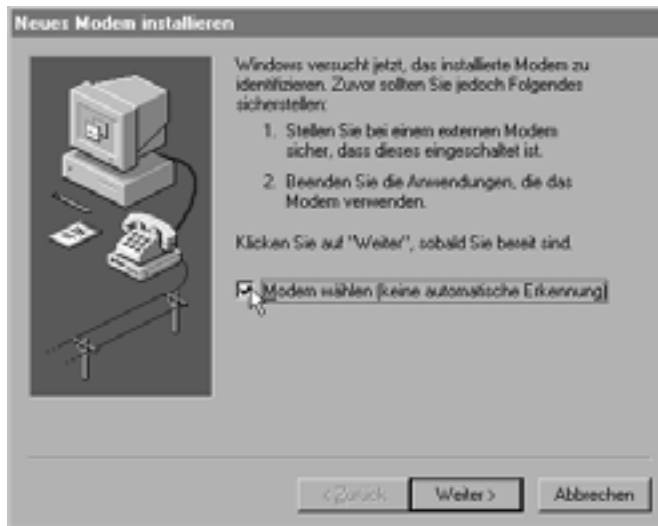 Neues Modem installieren
Windows versucht jetzt, das installierte Modem zu
identifizieren. Zuvor sollten Sie jedoch Folgendes
sicherstellen:
1. Stellen Sie bei einem externen Modem
sicher, dass dieses eingeschaltet ist.
2. Beenden Sie die Anwendungen, die das
Modem verwenden.
Klicken Sie auf "Weiter", sobald Sie bereit sind.
Modem wählen (keine automatische Erkennung)
< Zurück Weiter > Abbrechen